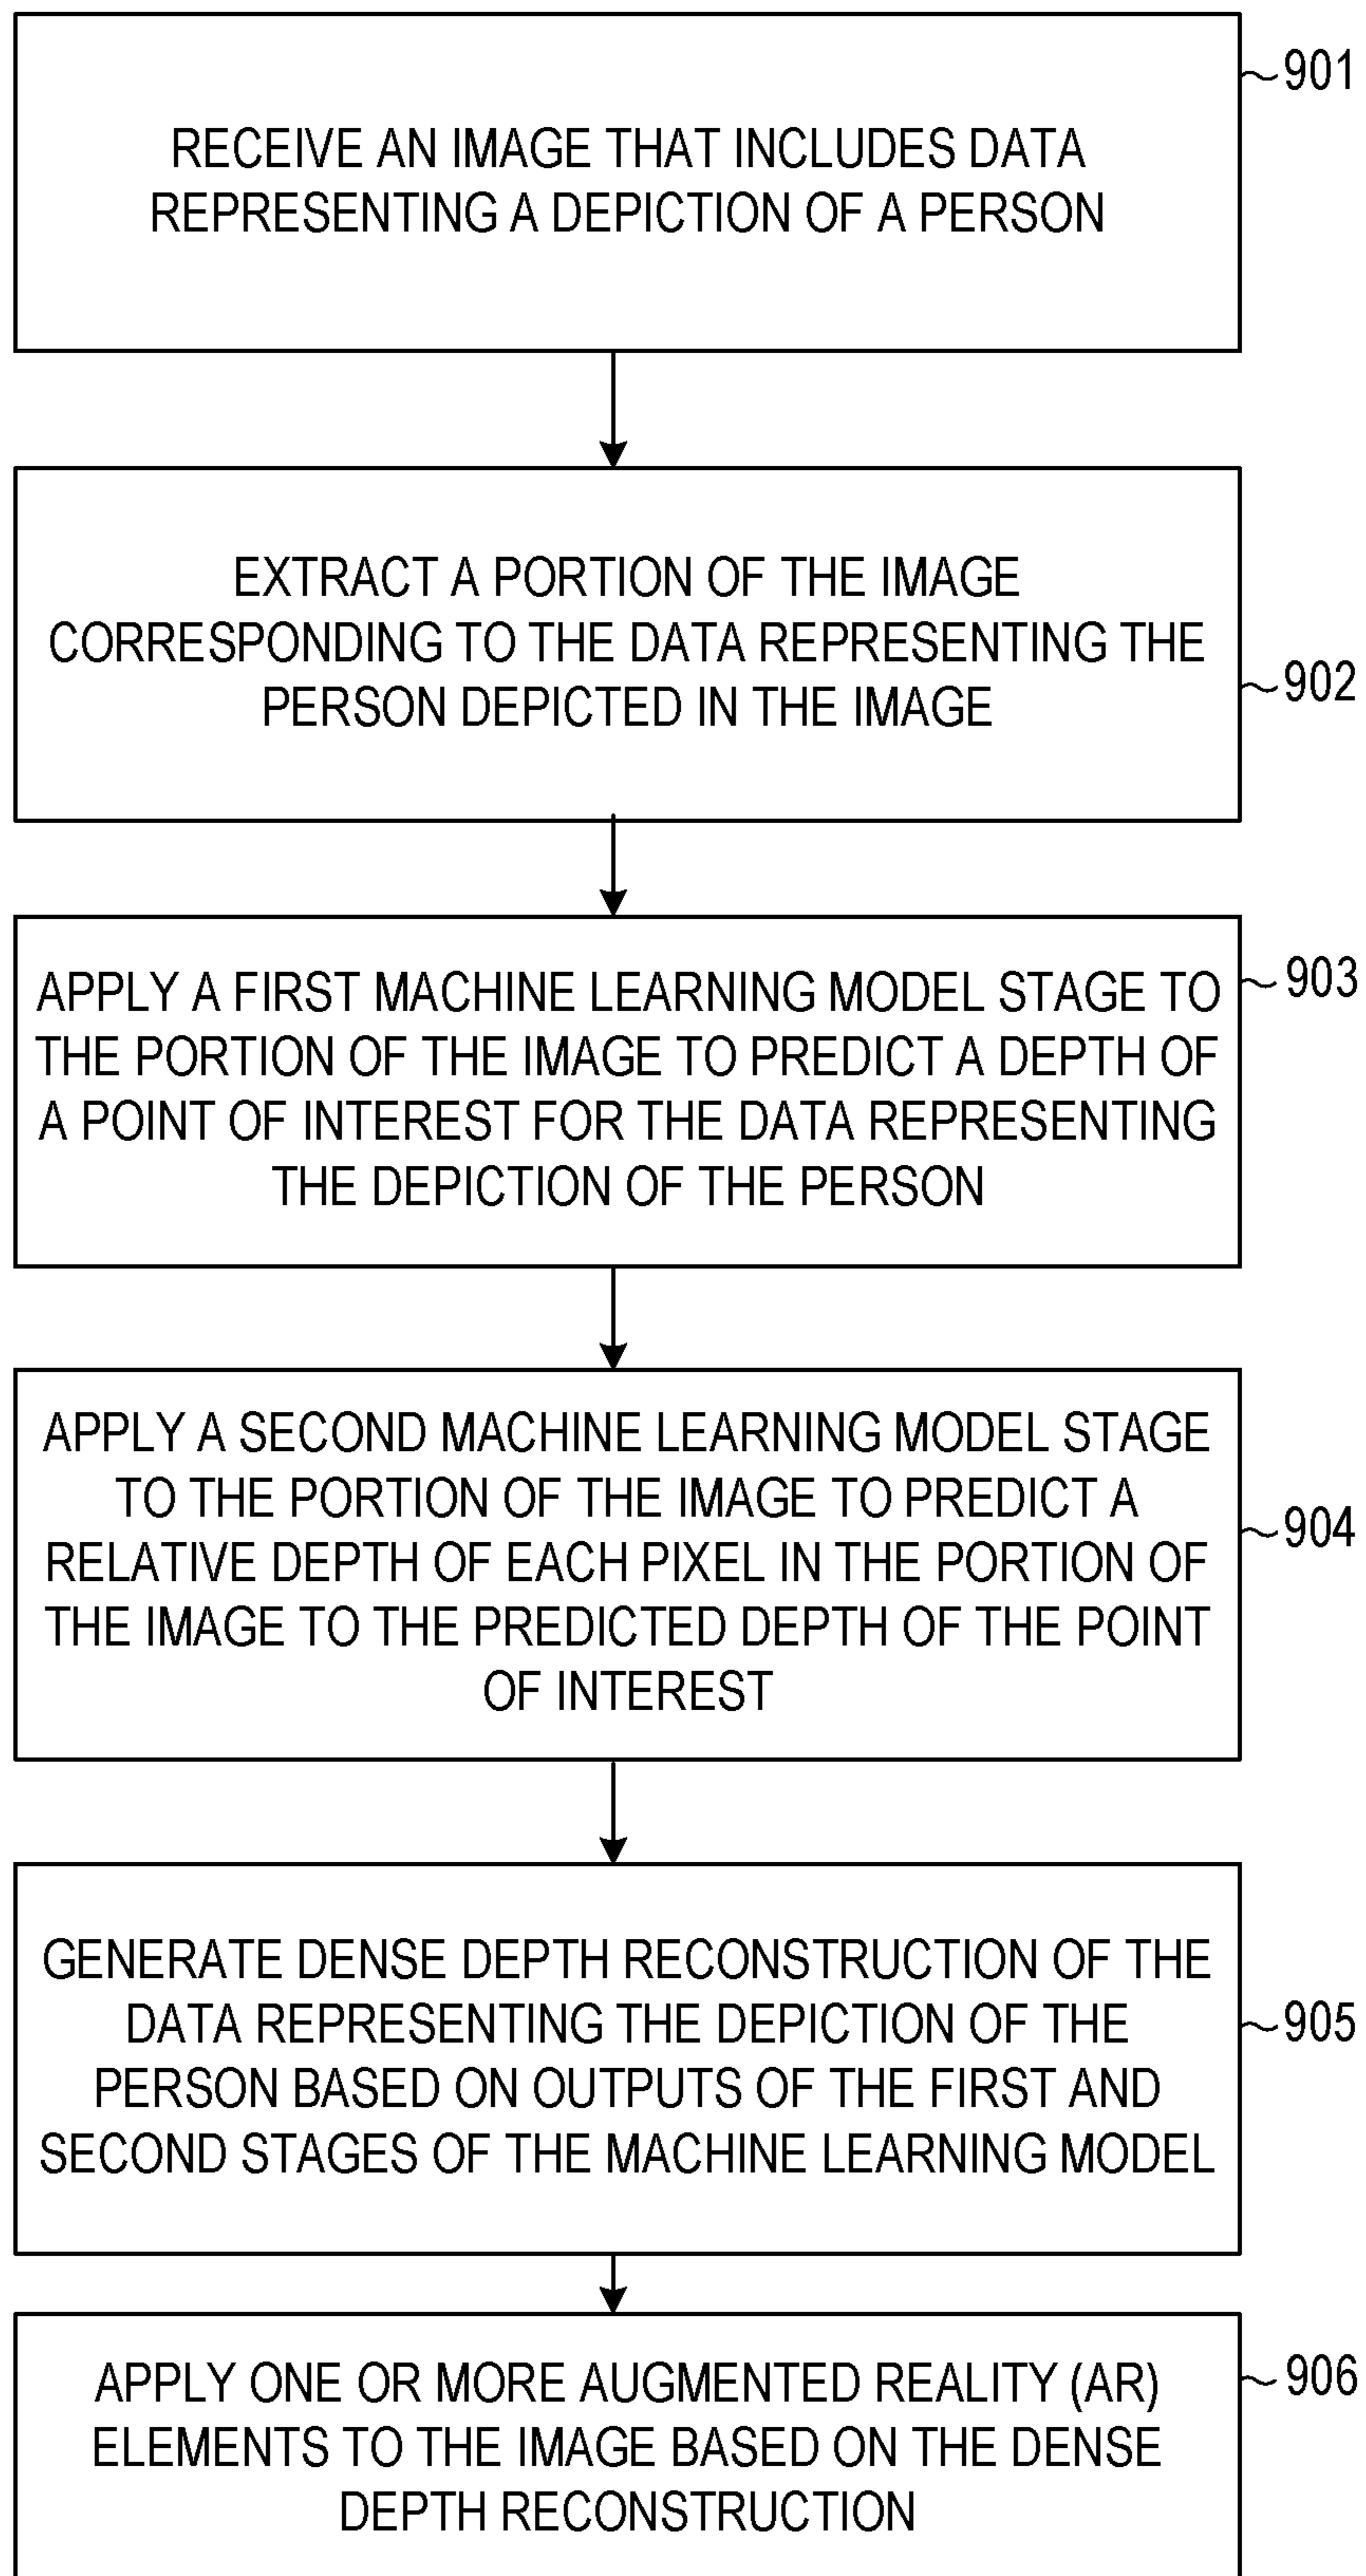 901
RECEIVE AN IMAGE THAT INCLUDES DATA
REPRESENTING A DEPICTION OF A PERSON
EXTRACT A PORTION OF THE IMAGE
CORRESPONDING TO THE DATA REPRESENTING THE
PERSON DEPICTED IN THE IMAGE
902
903
APPLY A FIRST MACHINE LEARNING MODEL STAGE TO
THE PORTION OF THE IMAGE TO PREDICT A DEPTH OF
A POINT OF INTEREST FOR THE DATA REPRESENTING
THE DEPICTION OF THE PERSON
APPLY A SECOND MACHINE LEARNING MODEL STAGE
TO THE PORTION OF THE IMAGE TO PREDICT A
RELATIVE DEPTH OF EACH PIXEL IN THE PORTION OF
THE IMAGE TO THE PREDICTED DEPTH OF THE POINT
OF INTEREST
904
GENERATE DENSE DEPTH RECONSTRUCTION OF THE
DATA REPRESENTING THE DEPICTION OF THE
PERSON BASED ON OUTPUTS OF THE FIRST AND
SECOND STAGES OF THE MACHINE LEARNING MODEL
905
APPLY ONE OR MORE AUGMENTED REALITY (AR)
ELEMENTS TO THE IMAGE BASED ON THE DENSE
DEPTH RECONSTRUCTION
906